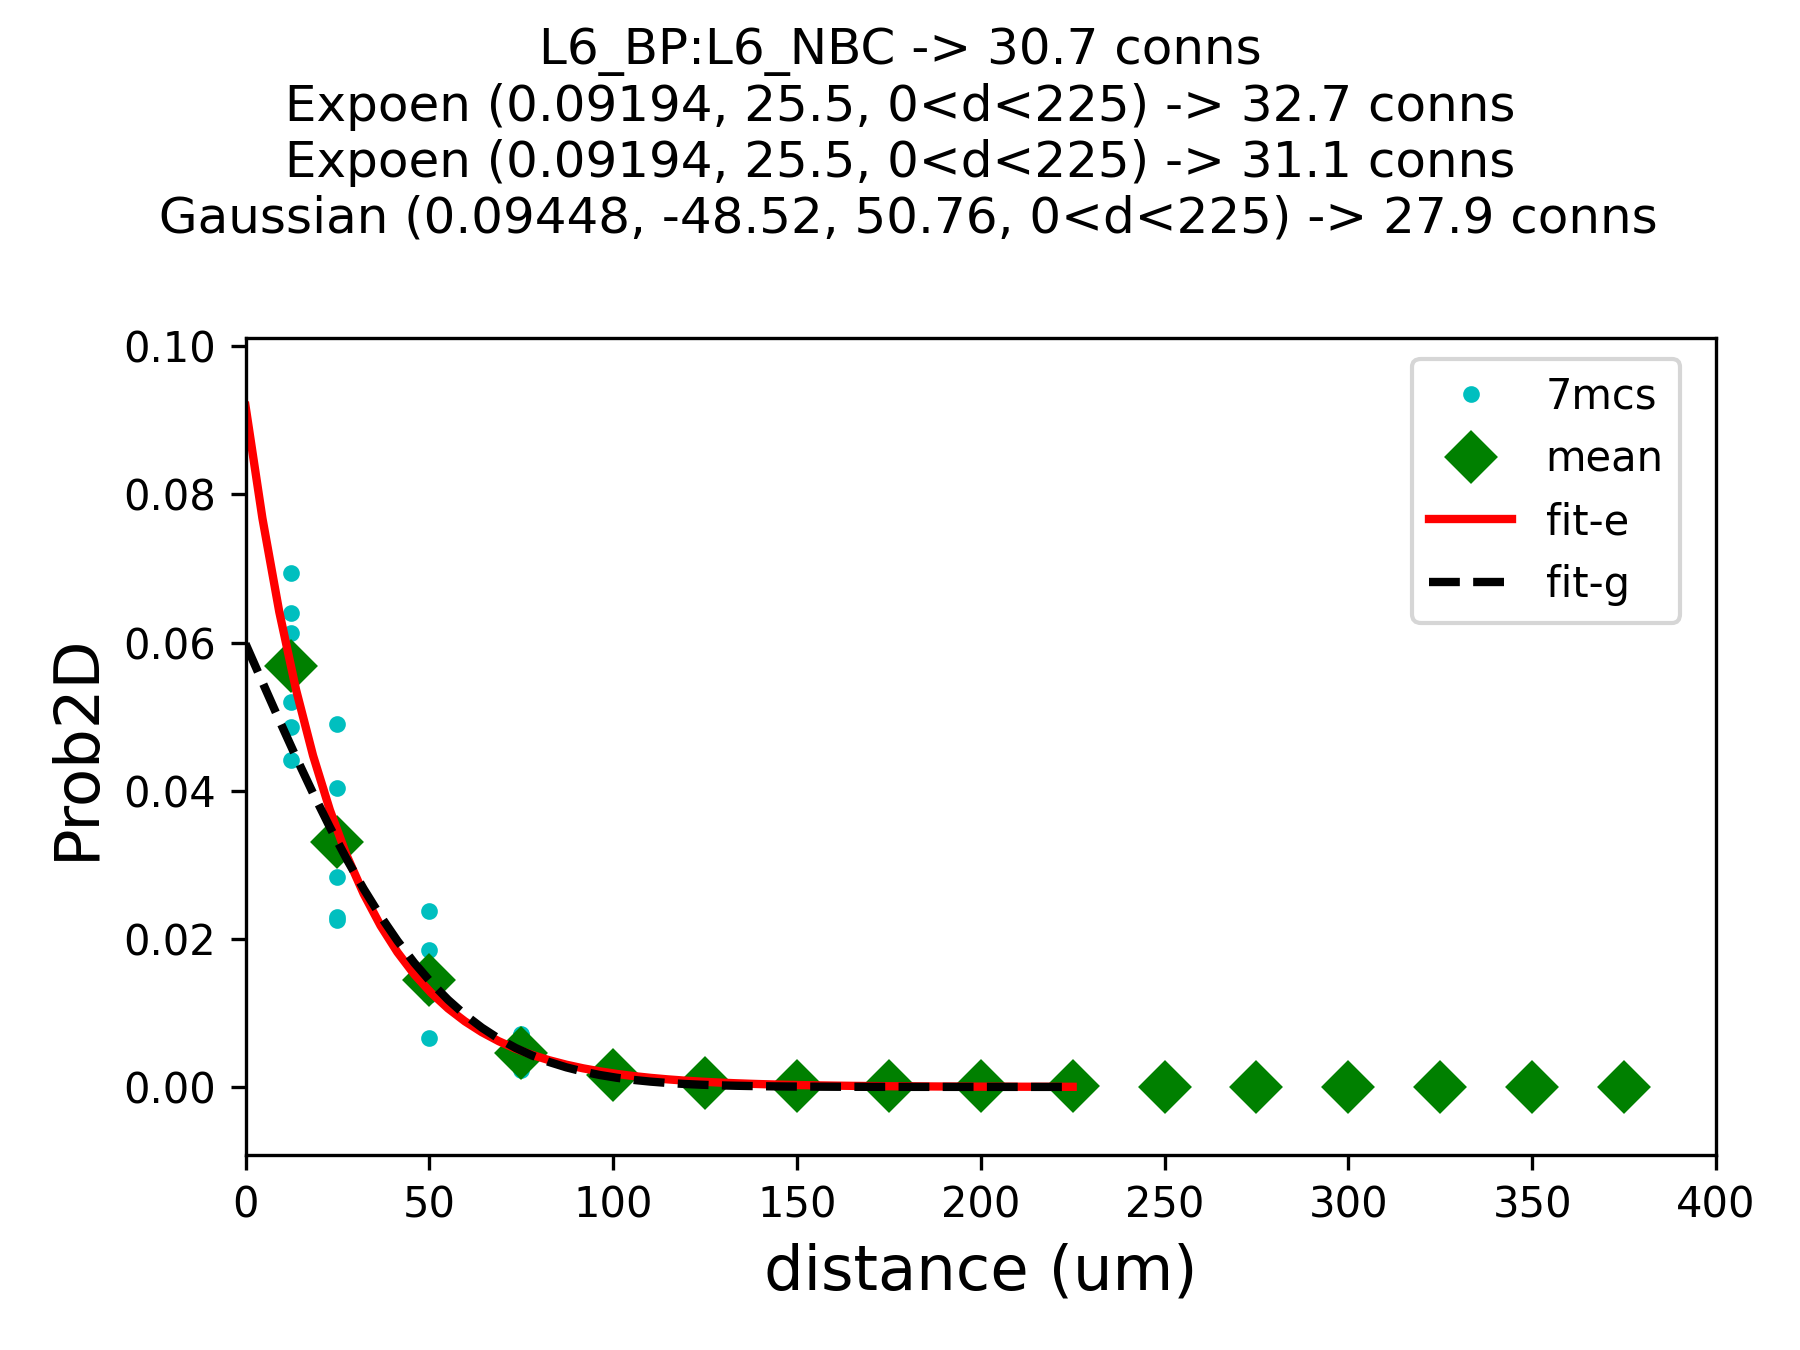 L6_BP:L6_NBC -> 30.7 conns
Expoen (0.09194, 25.5, 0<d<225) -> 32.7 conns
Expoen (0.09194, 25.5, 0<d<225) -> 31.1 conns
Gaussian (0.09448, -48.52, 50.76, 0<d<225) -> 27.9 conns
0.10
0.08
0.06
0.04
0.02
0.00
Prob2D
7mcs
mean
fit-e
fit-g
0 50 100 150 200 250 300 350 400
distance (um)